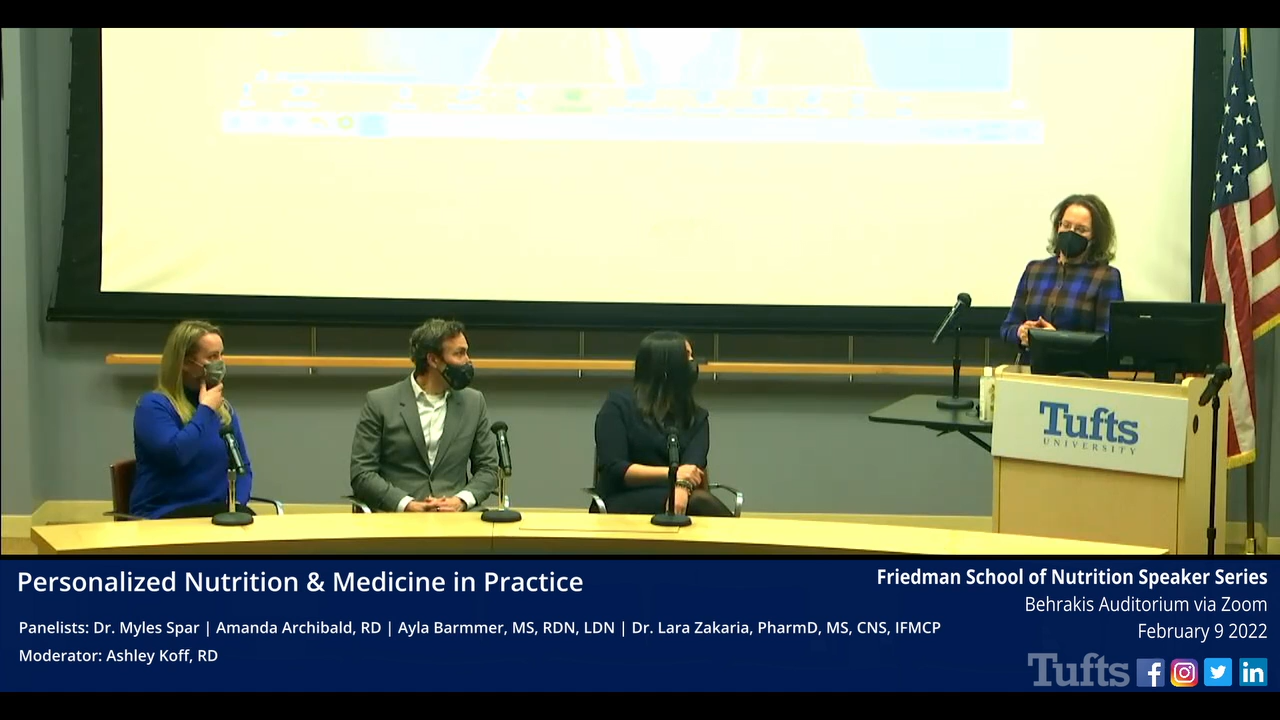 Tufts
UNIVERSITY
Personalized Nutrition & Medicine in Practice
Panelists: Dr. Myles Spar | Amanda Archibald, RD | Ayla Barmmer, MS, RDN, LDN | Dr. Lara Zakaria, PharmD, MS, CNS, IFMCP
Moderator: Ashley Koff, RD
Friedman School of Nutrition Speaker Series
Behrakis Auditorium via Zoom
February 9 2022
Tufts